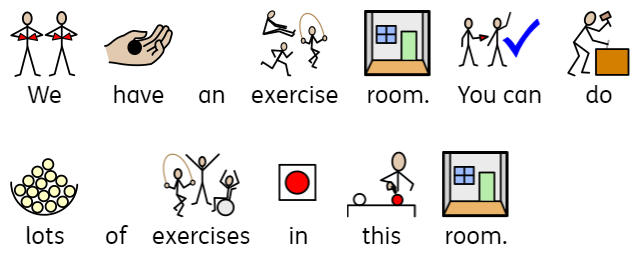 We have an exercise room. You can do
lots of exercises in this room.